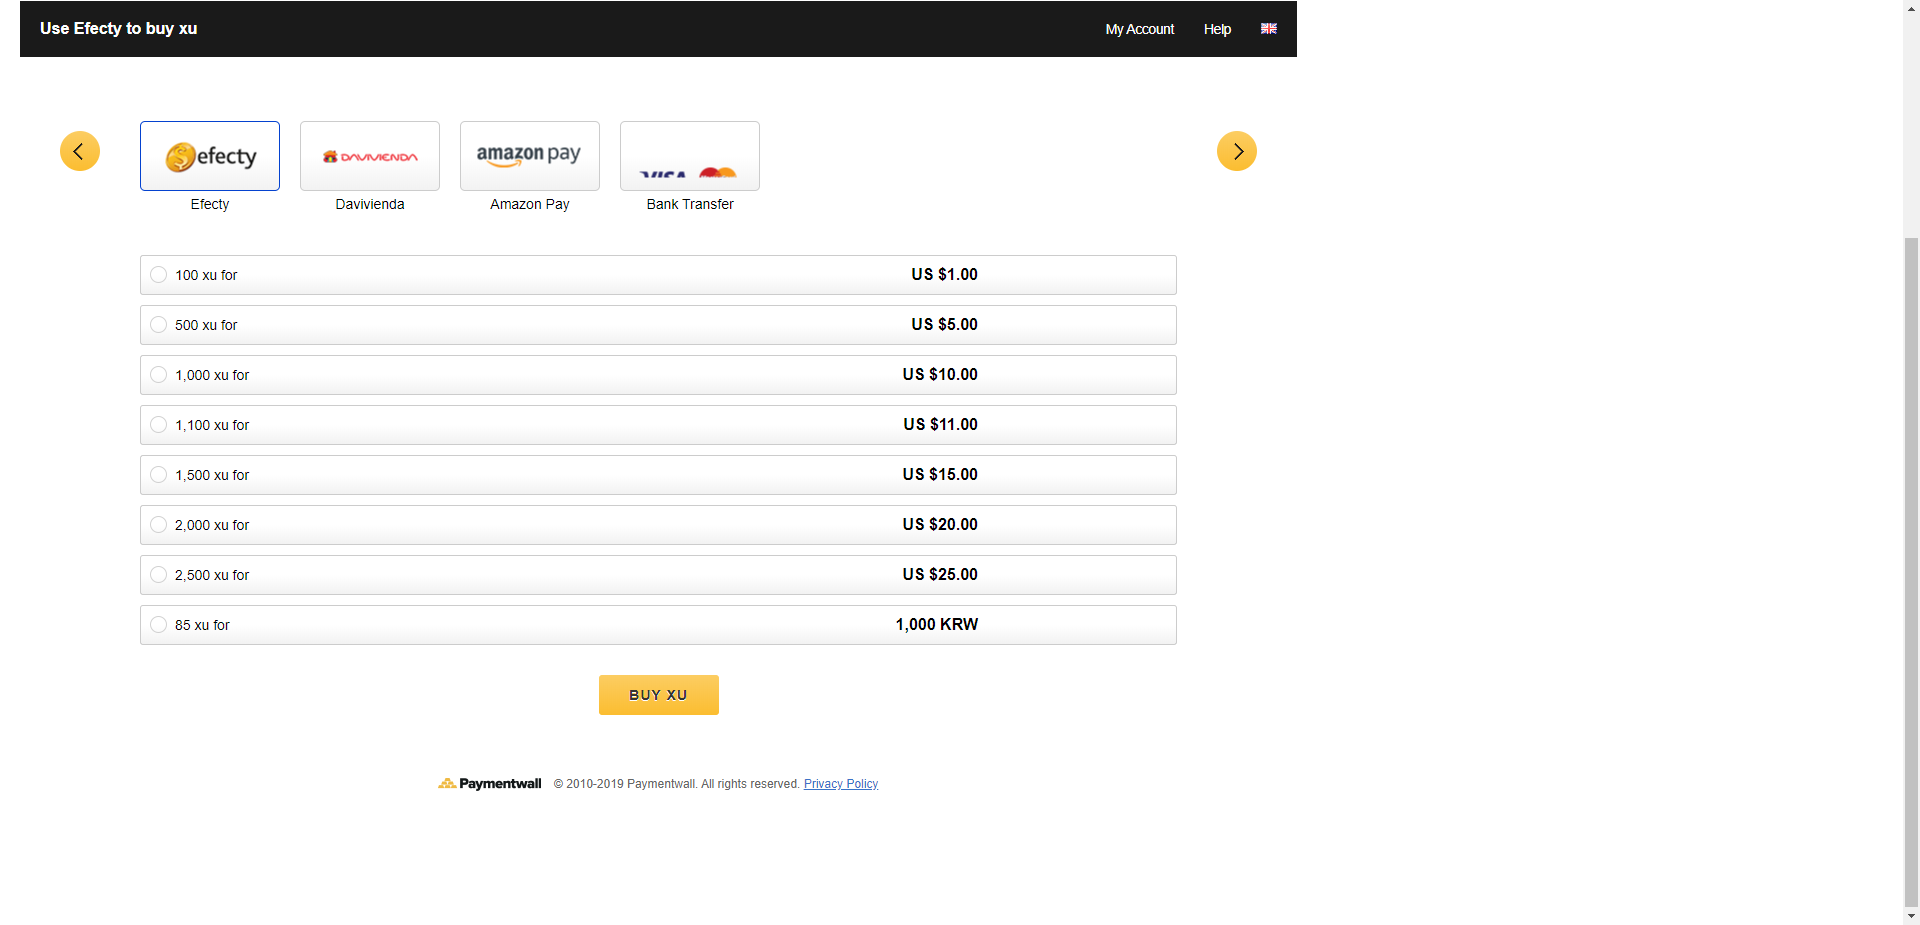 Use Efecty to buy xu
My Account
Help
efecty
DAVIVIENDA
amazon pay
VISA
Efecty
Davivienda
Amazon Pay
Bank Transfer
100 xu for US $1.00
500 xu for US $5.00
1,000 xu for US $10.00
1,100 xu for US $11.00
1,500 xu for US $15.00
2,000 xu for US $20.00
2,500 xu for US $25.00
85 xu for 1,000 KRW
BUY XU
Paymentwall © 2010-2019 Paymentwall. All rights reserved. Privacy Policy